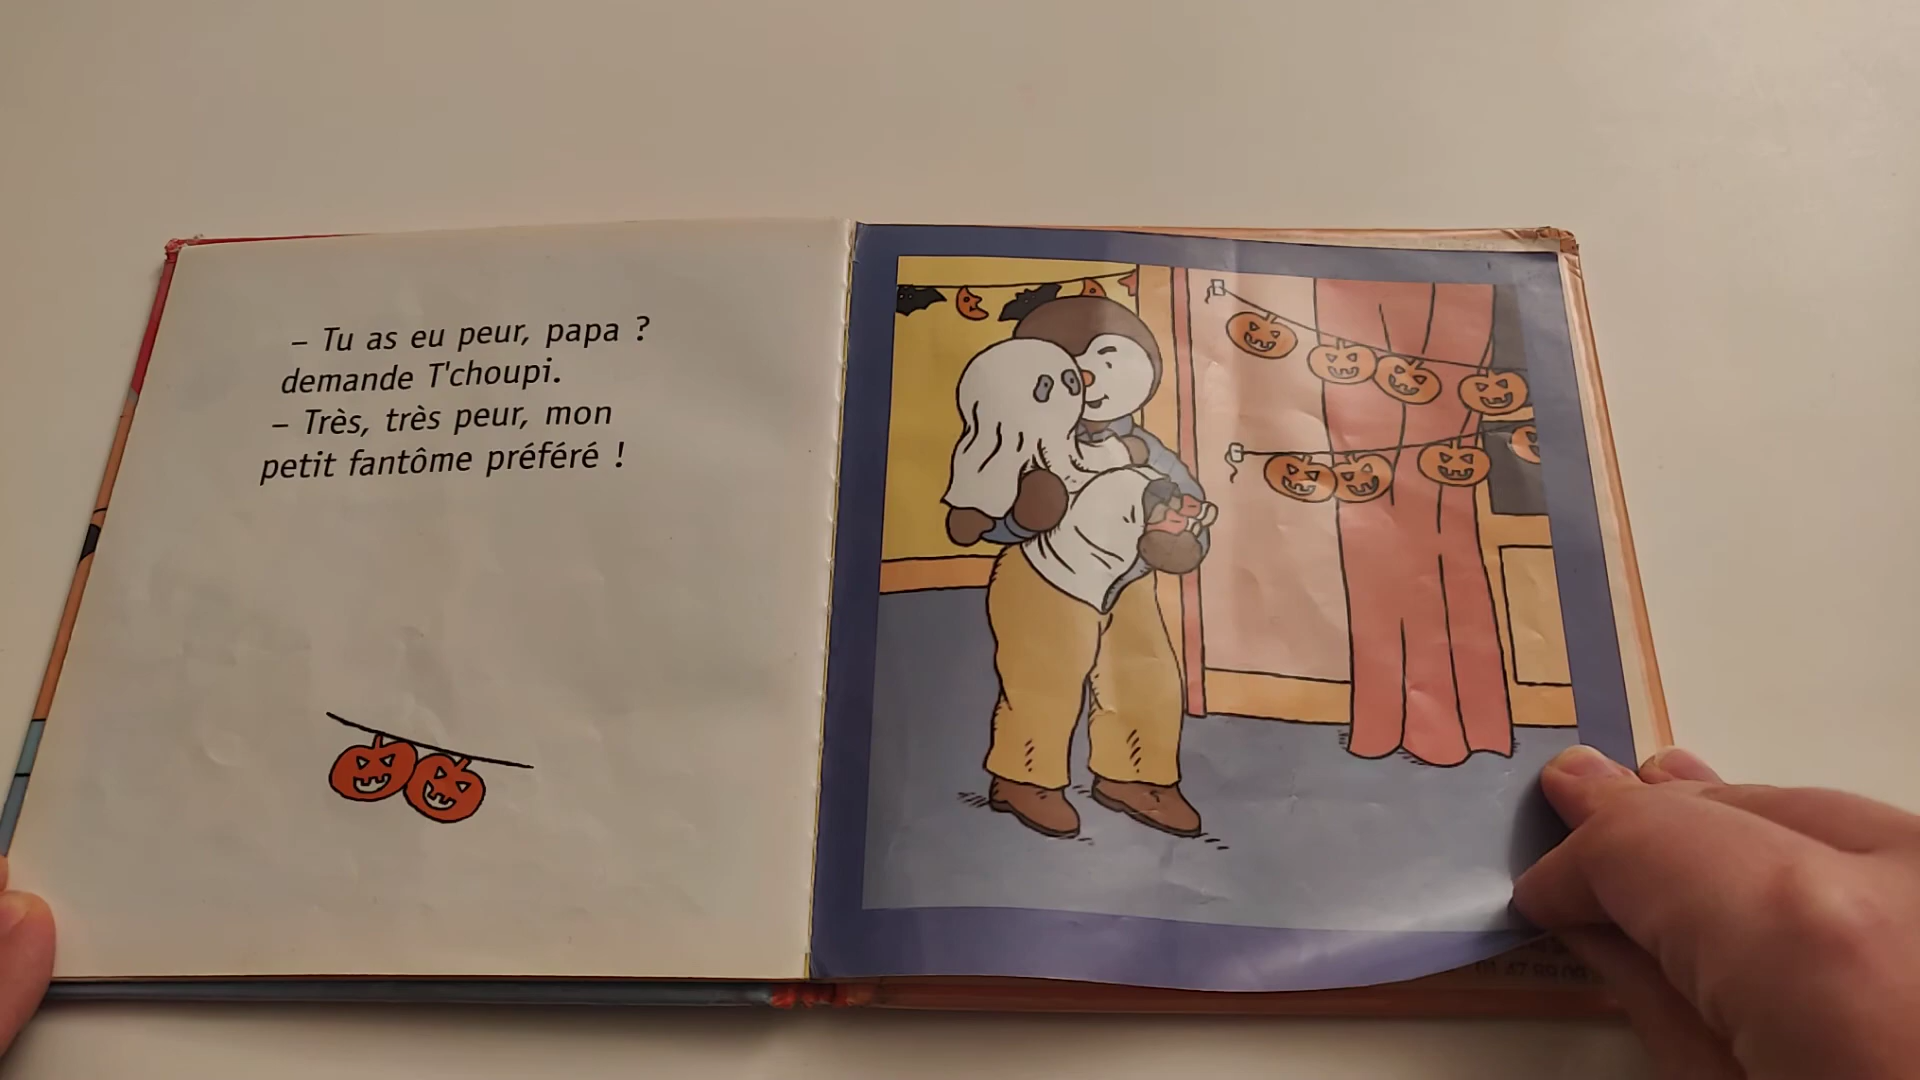 – Tu as eu peur, papa ?
demande T'choupi.
– Très, très peur, mon
petit fantôme préféré !